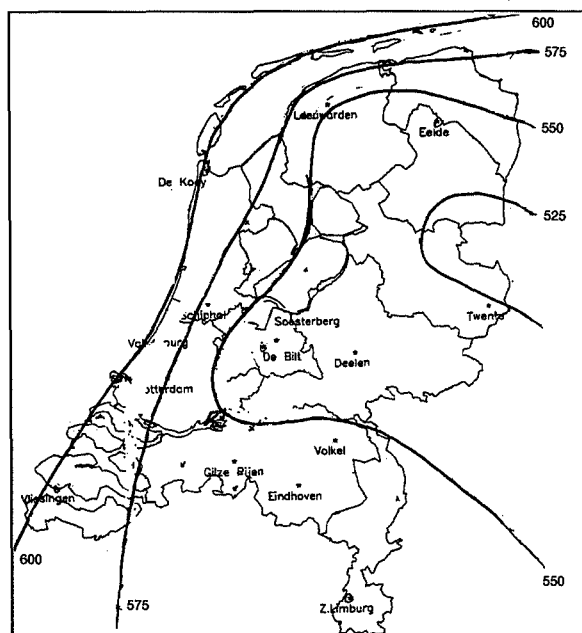 600
575
Leeuwarden
Eelde
550
De Kooy
525
Schiphol
Twente
Soesterberg
De Bilt
Deelen
Volkel
Gilze Rijen
Eindhoven
Vlissingen
600
550
575
Z.Limburg